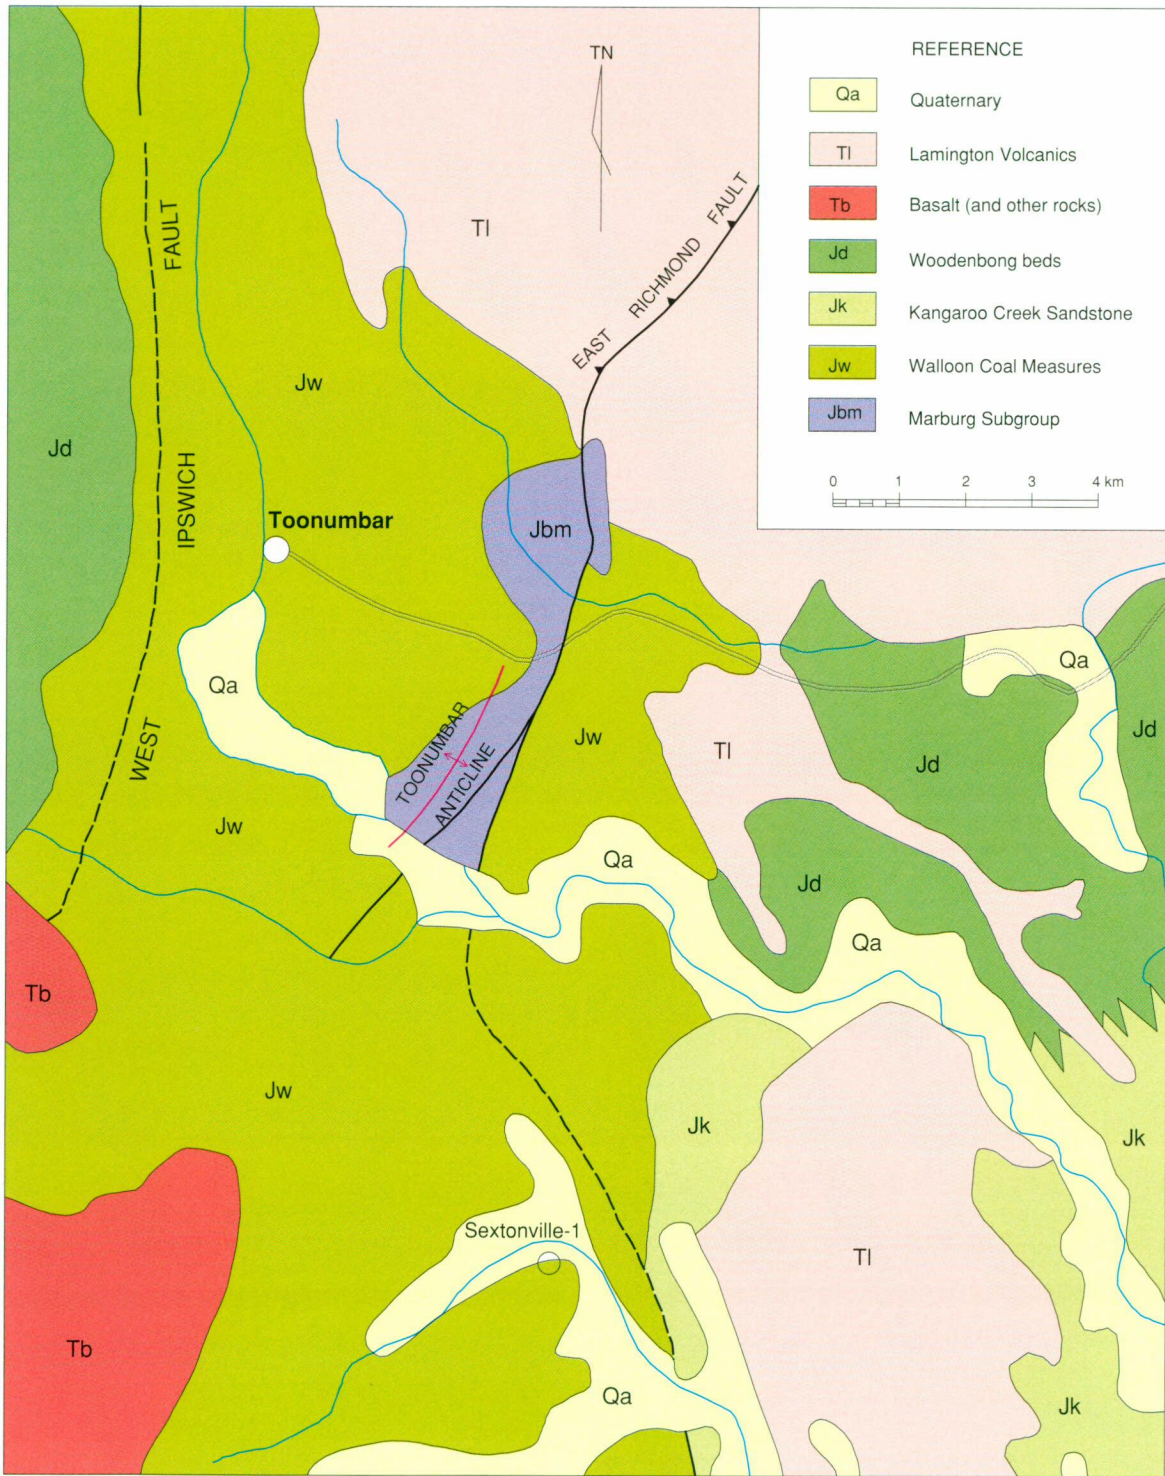 REFERENCE
Qa Quaternary
Tl Lamington Volcanics
Tb Basalt (and other rocks)
Jd Woodenbong beds
Jk Kangaroo Creek Sandstone
Jw Walloon Coal Measures
Jbm Marburg Subgroup
0 1 2 3 4 km
TN
Tl
EAST RICHMOND FAULT
WEST IPSWICH FAULT
Jw
Jd
Toonumbar
Jbm
Qa
Qa
Jd
TOONUMBAR
ANTICLINE
Jw
Tl
Jd
Jw
Qa
Jd
Qa
Tb
Jw
Jk
Jk
Sextonville-1
Tl
Tb
Qa
Jk